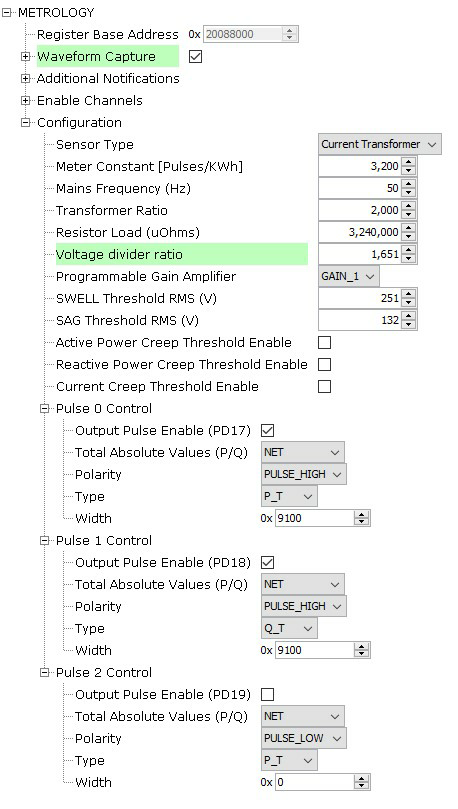 METROLOGY
Register Base Address 0x 20088000
Waveform Capture
Additional Notifications
Enable Channels
Configuration
Sensor Type Current Transformer
Meter Constant [Pulses/KWh] 3,200
Mains Frequency (Hz) 50
Transformer Ratio 2,000
Resistor Load (uOhms) 3,240,000
Voltage divider ratio 1,651
Programmable Gain Amplifier GAIN_1
SWELL Threshold RMS (V) 251
SAG Threshold RMS (V) 132
Active Power Creep Threshold Enable
Reactive Power Creep Threshold Enable
Current Creep Threshold Enable
Pulse 0 Control
Output Pulse Enable (PD17)
Total Absolute Values (P/Q) NET
Polarity PULSE_HIGH
Type P_T
Width 0x 9100
Pulse 1 Control
Output Pulse Enable (PD18)
Total Absolute Values (P/Q) NET
Polarity PULSE_HIGH
Type Q_T
Width 0x 9100
Pulse 2 Control
Output Pulse Enable (PD19)
Total Absolute Values (P/Q) NET
Polarity PULSE_LOW
Type P_T
Width 0x 0